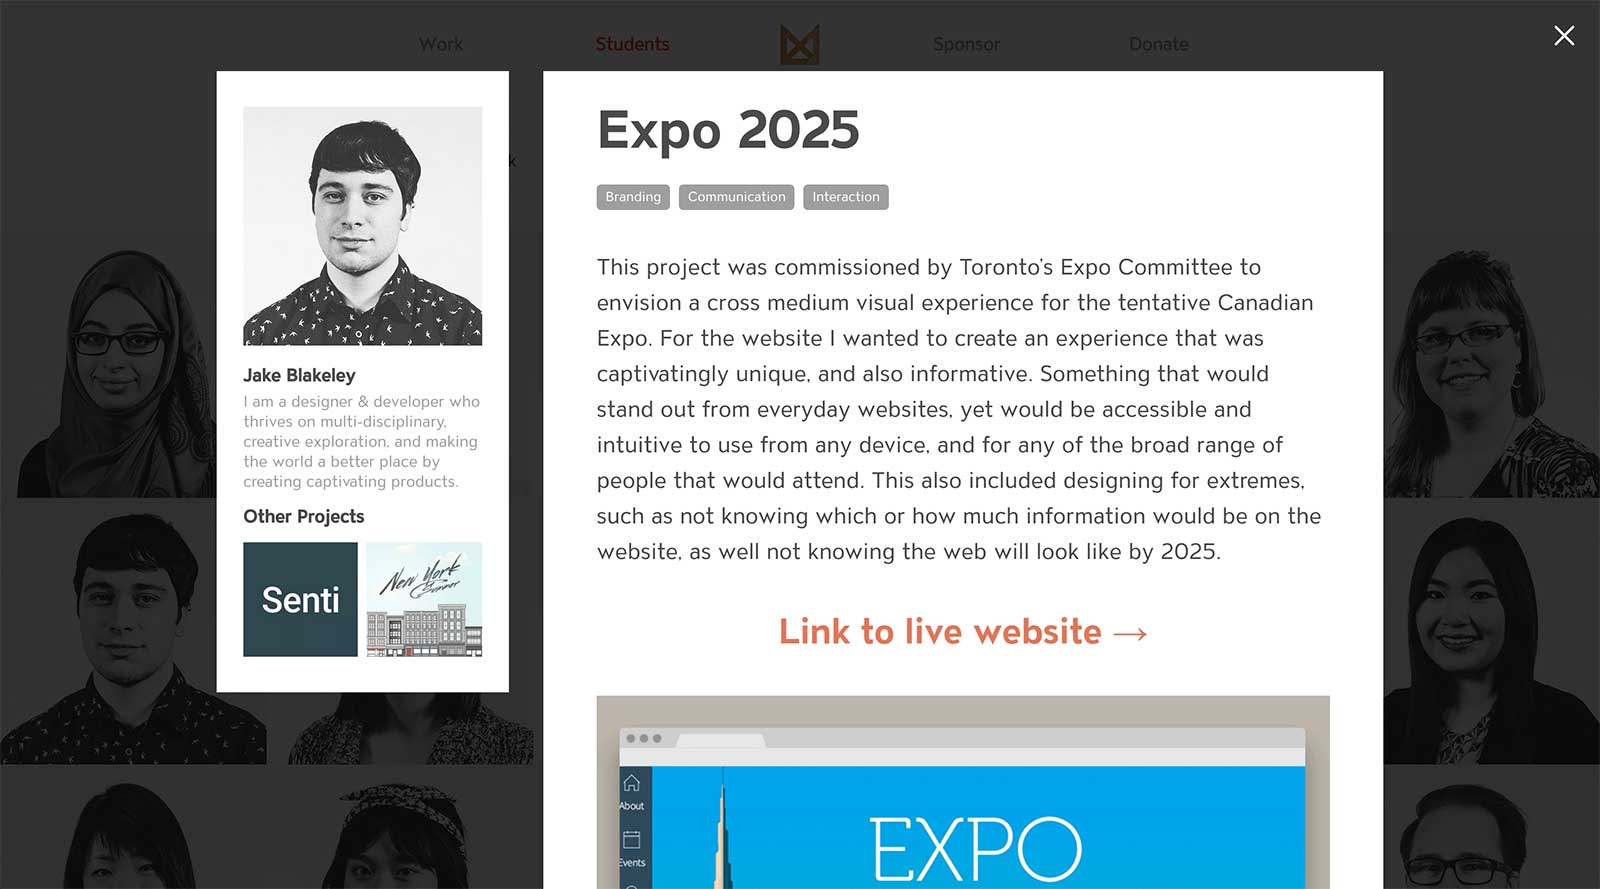 Work
Students
Sponsor
Donate
k
Expo 2025
Branding
Communication
Interaction
This project was commissioned by Toronto's Expo Committee to
envision a cross medium visual experience for the tentative Canadian
Expo. For the website I wanted to create an experience that was
captivatingly unique, and also informative. Something that would
stand out from everyday websites, yet would be accessible and
intuitive to use from any device, and for any of the broad range of
people that would attend. This also included designing for extremes,
such as not knowing which or how much information would be on the
website, as well not knowing the web will look like by 2025.
Link to live website →
Jake Blakeley
I am a designer & developer who
thrives on multi-disciplinary,
creative exploration, and making
the world a better place by
creating captivating products.
Other Projects
Senti
New York
Summer
About
Events
EXPO